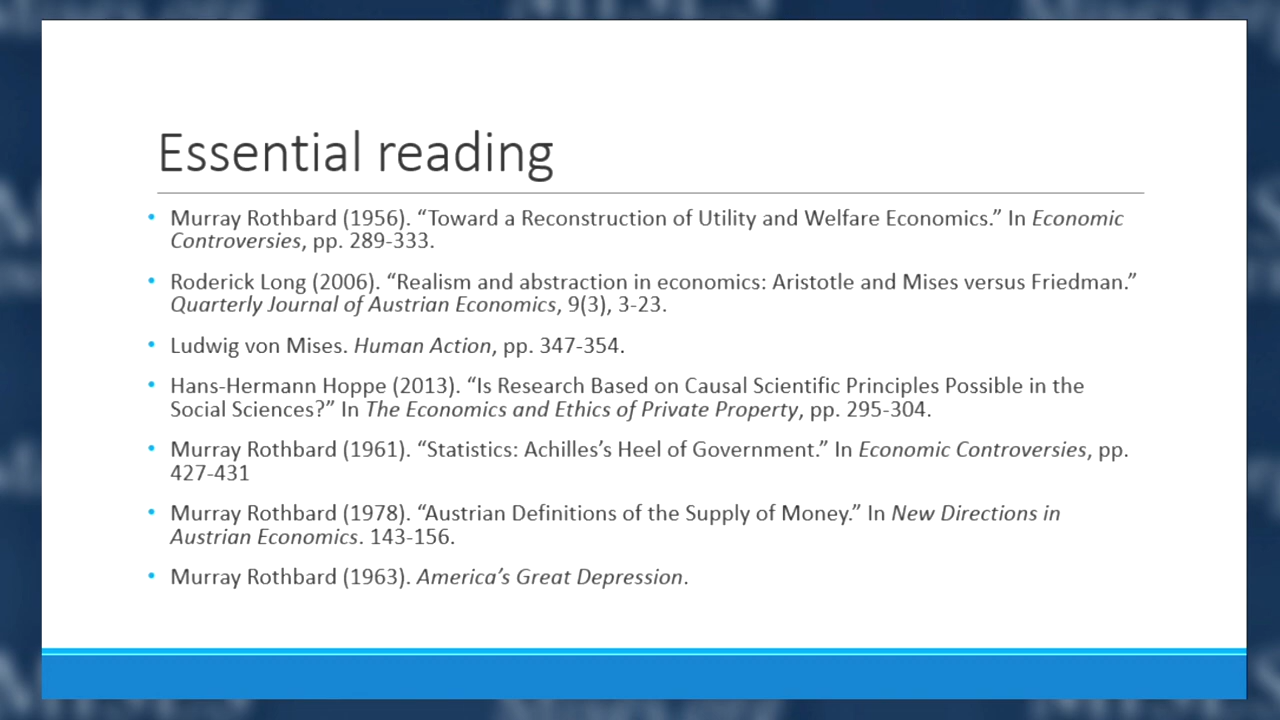 Essential reading
• Murray Rothbard (1956). “Toward a Reconstruction of Utility and Welfare Economics.” In Economic
Controversies, pp. 289-333.
• Roderick Long (2006). “Realism and abstraction in economics: Aristotle and Mises versus Friedman.”
Quarterly Journal of Austrian Economics, 9(3), 3-23.
• Ludwig von Mises. Human Action, pp. 347-354.
• Hans-Hermann Hoppe (2013). “Is Research Based on Causal Scientific Principles Possible in the
Social Sciences?” In The Economics and Ethics of Private Property, pp. 295-304.
• Murray Rothbard (1961). “Statistics: Achilles’s Heel of Government.” In Economic Controversies, pp.
427-431
• Murray Rothbard (1978). “Austrian Definitions of the Supply of Money.” In New Directions in
Austrian Economics. 143-156.
• Murray Rothbard (1963). America’s Great Depression.